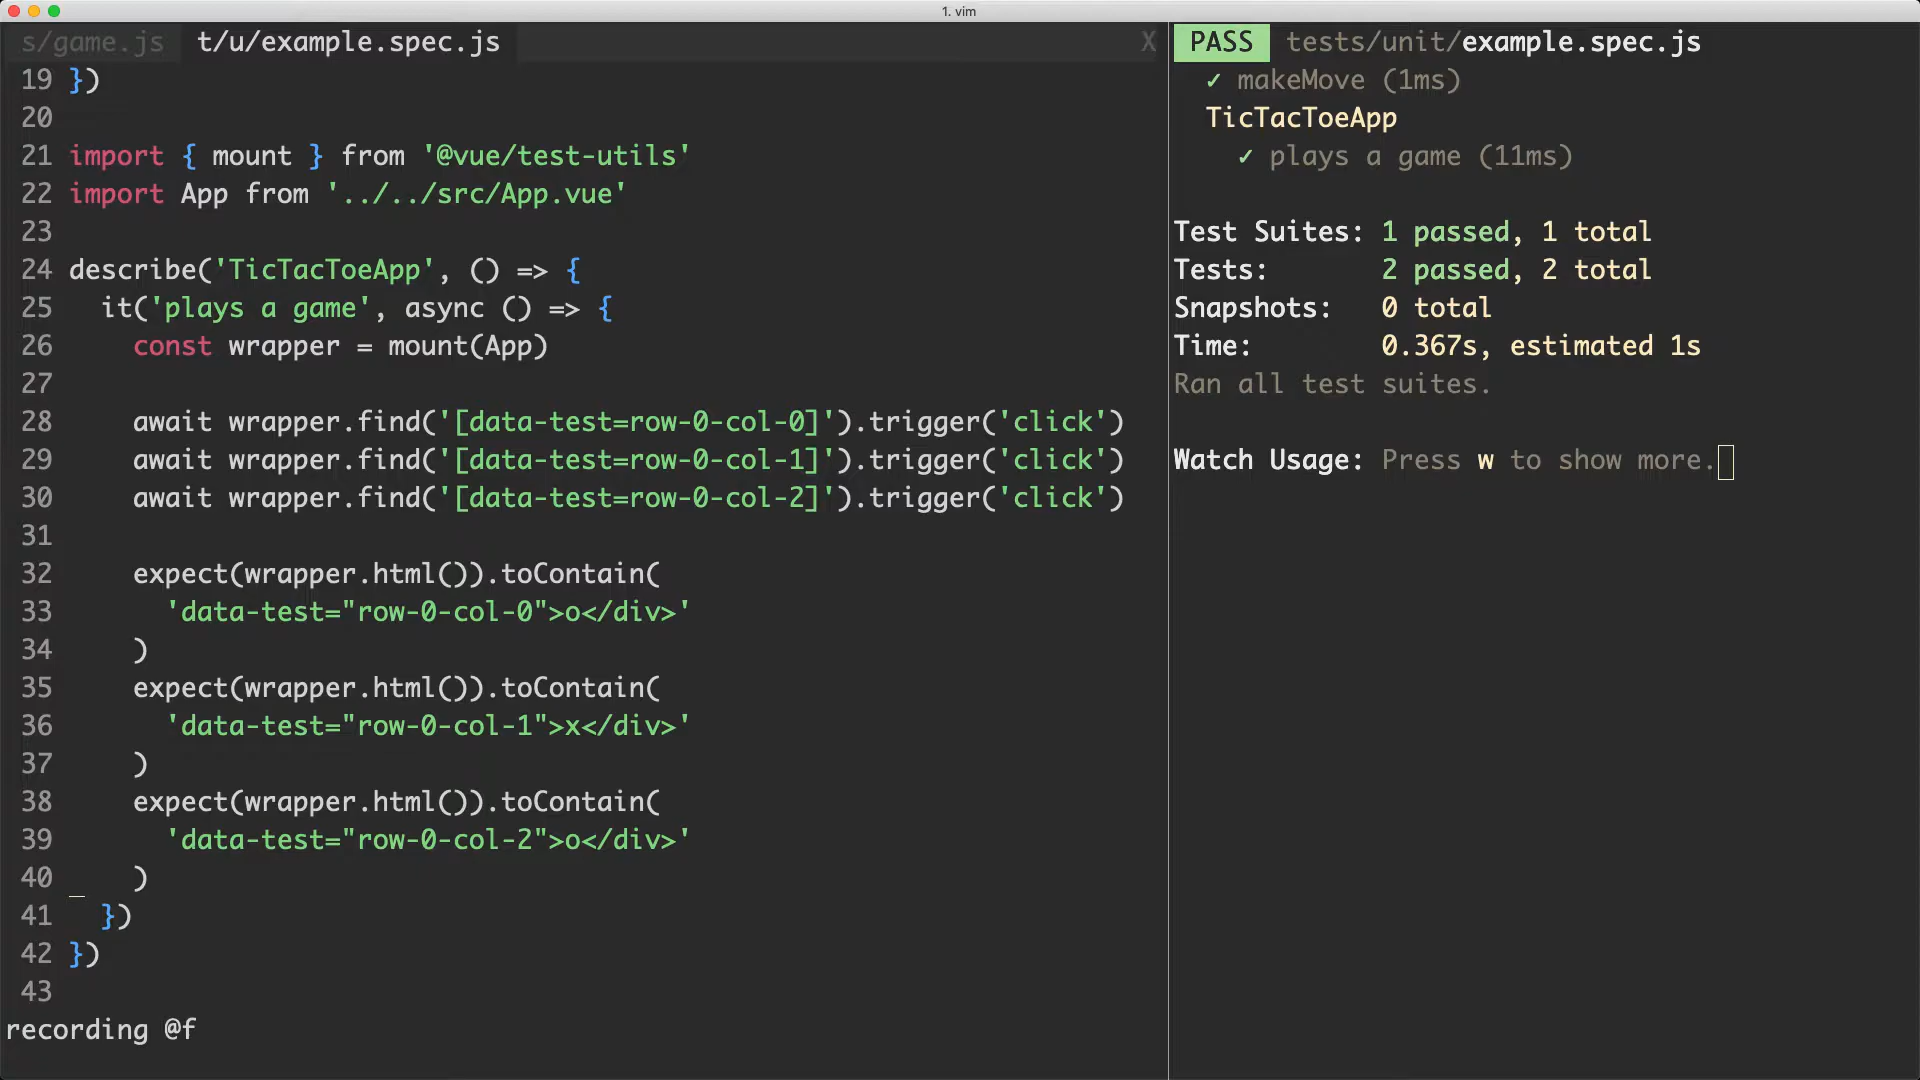 1. vim
s/game.js t/u/example.spec.js X
19 })
20
21 import { mount } from '@vue/test-utils'
22 import App from '../../src/App.vue'
23
24 describe('TicTacToeApp', () => {
25   it('plays a game', async () => {
26     const wrapper = mount(App)
27
28     await wrapper.find('[data-test=row-0-col-0]').trigger('click')
29     await wrapper.find('[data-test=row-0-col-1]').trigger('click')
30     await wrapper.find('[data-test=row-0-col-2]').trigger('click')
31
32     expect(wrapper.html()).toContain(
33       'data-test="row-0-col-0">o</div>'
34     )
35     expect(wrapper.html()).toContain(
36       'data-test="row-0-col-1">x</div>'
37     )
38     expect(wrapper.html()).toContain(
39       'data-test="row-0-col-2">o</div>'
40     )
41   })
42 })
43
recording @f
PASS tests/unit/example.spec.js
✓ makeMove (1ms)
TicTacToeApp
✓ plays a game (11ms)
Test Suites: 1 passed, 1 total
Tests: 2 passed, 2 total
Snapshots: 0 total
Time: 0.367s, estimated 1s
Ran all test suites.
Watch Usage: Press w to show more.